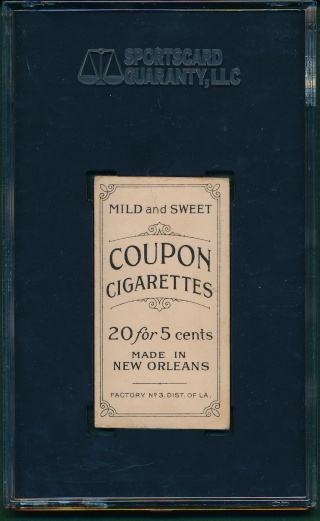 SPORTSCARD
GUARANTY, LLC
MILD and SWEET
COUPON
CIGARETTES
20 for 5 cents
MADE IN
NEW ORLEANS
FACTORY Nº 3. DIST. OF LA.